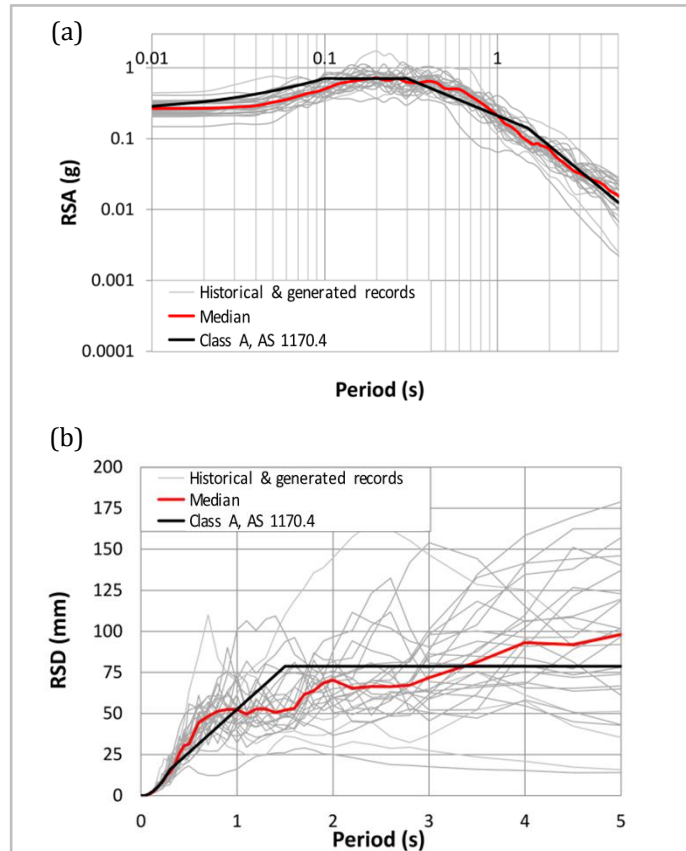 (a)
0.01 0.1 1
1
0.1
0.01
0.001
0.0001
RSA (g)
Historical & generated records
Median
Class A, AS 1170.4
Period (s)
(b)
200
175
150
125
100
75
50
25
0
RSD (mm)
Historical & generated records
Median
Class A, AS 1170.4
0 1 2 3 4 5
Period (s)